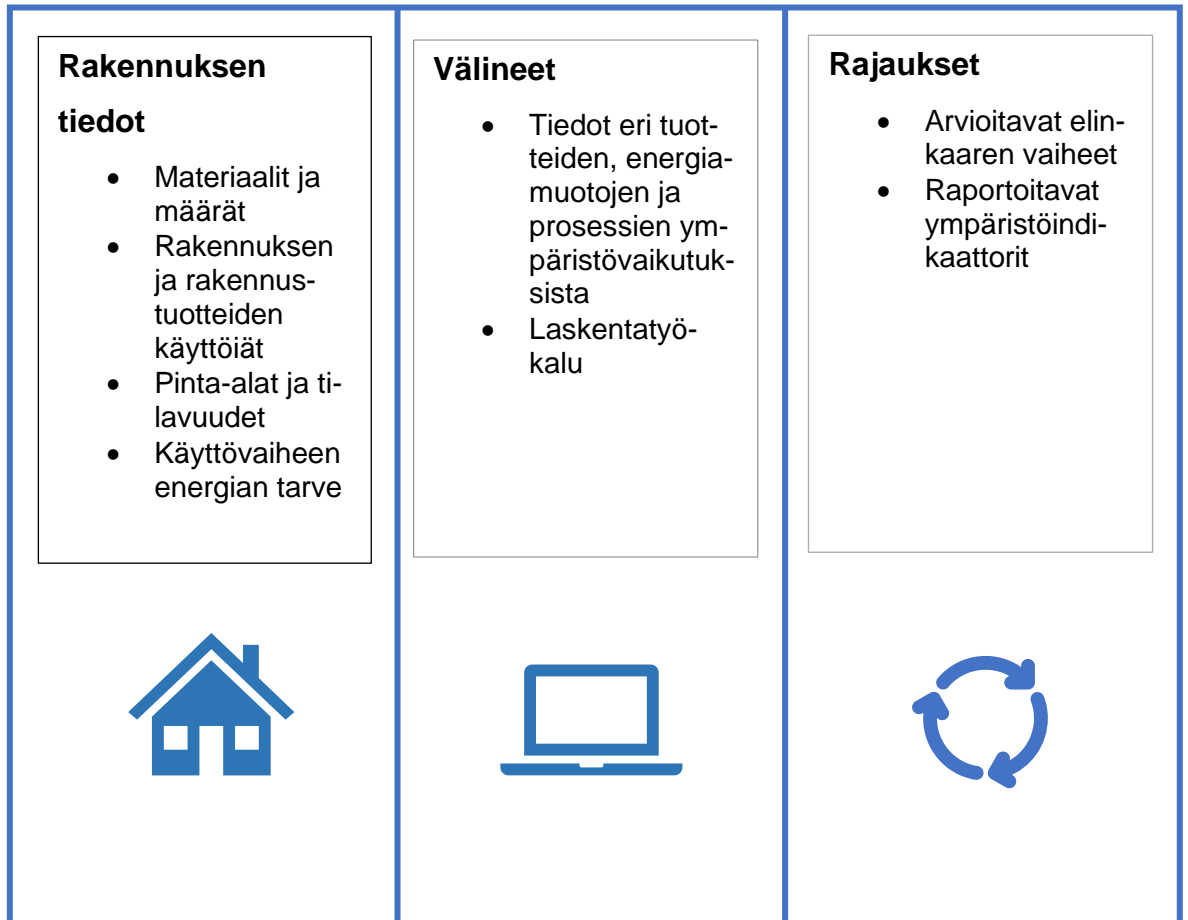 Rakennuksen
tiedot
• Materiaalit ja
määrät
• Rakennuksen
ja rakennus-
tuotteiden
käyttöiät
• Pinta-alat ja ti-
lavuudet
• Käyttövaiheen
energian tarve
Välineet
• Tiedot eri tuot-
teiden, energia-
muotojen ja
prosessien ym-
päristövaikutuk-
sista
• Laskentatyö-
kalu
Rajaukset
• Arvioitavat elin-
kaaren vaiheet
• Raportoitavat
ympäristöindi-
kaattorit